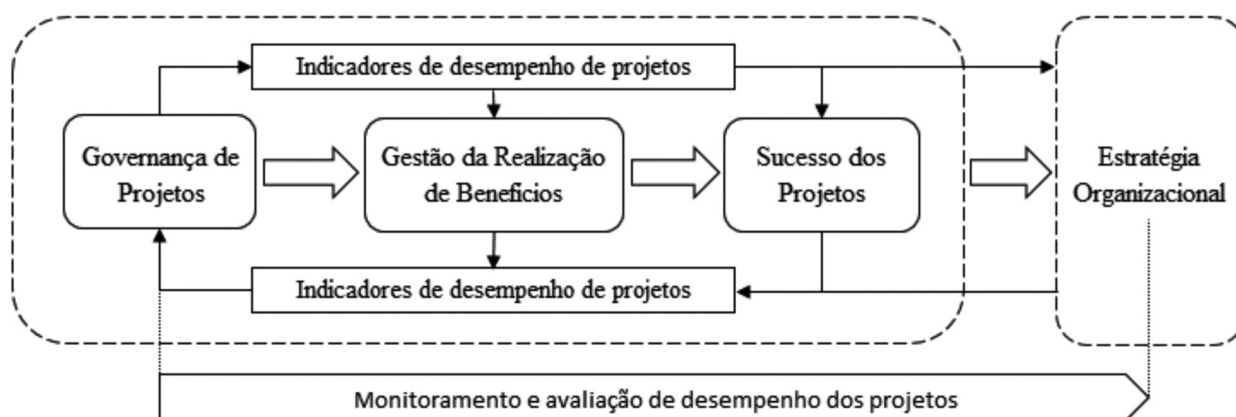 Indicadores de desempenho de projetos
Governança de
Projetos
Gestão da Realização
de Benefícios
Sucesso dos
Projetos
Estratégia
Organizacional
Indicadores de desempenho de projetos
Monitoramento e avaliação de desempenho dos projetos